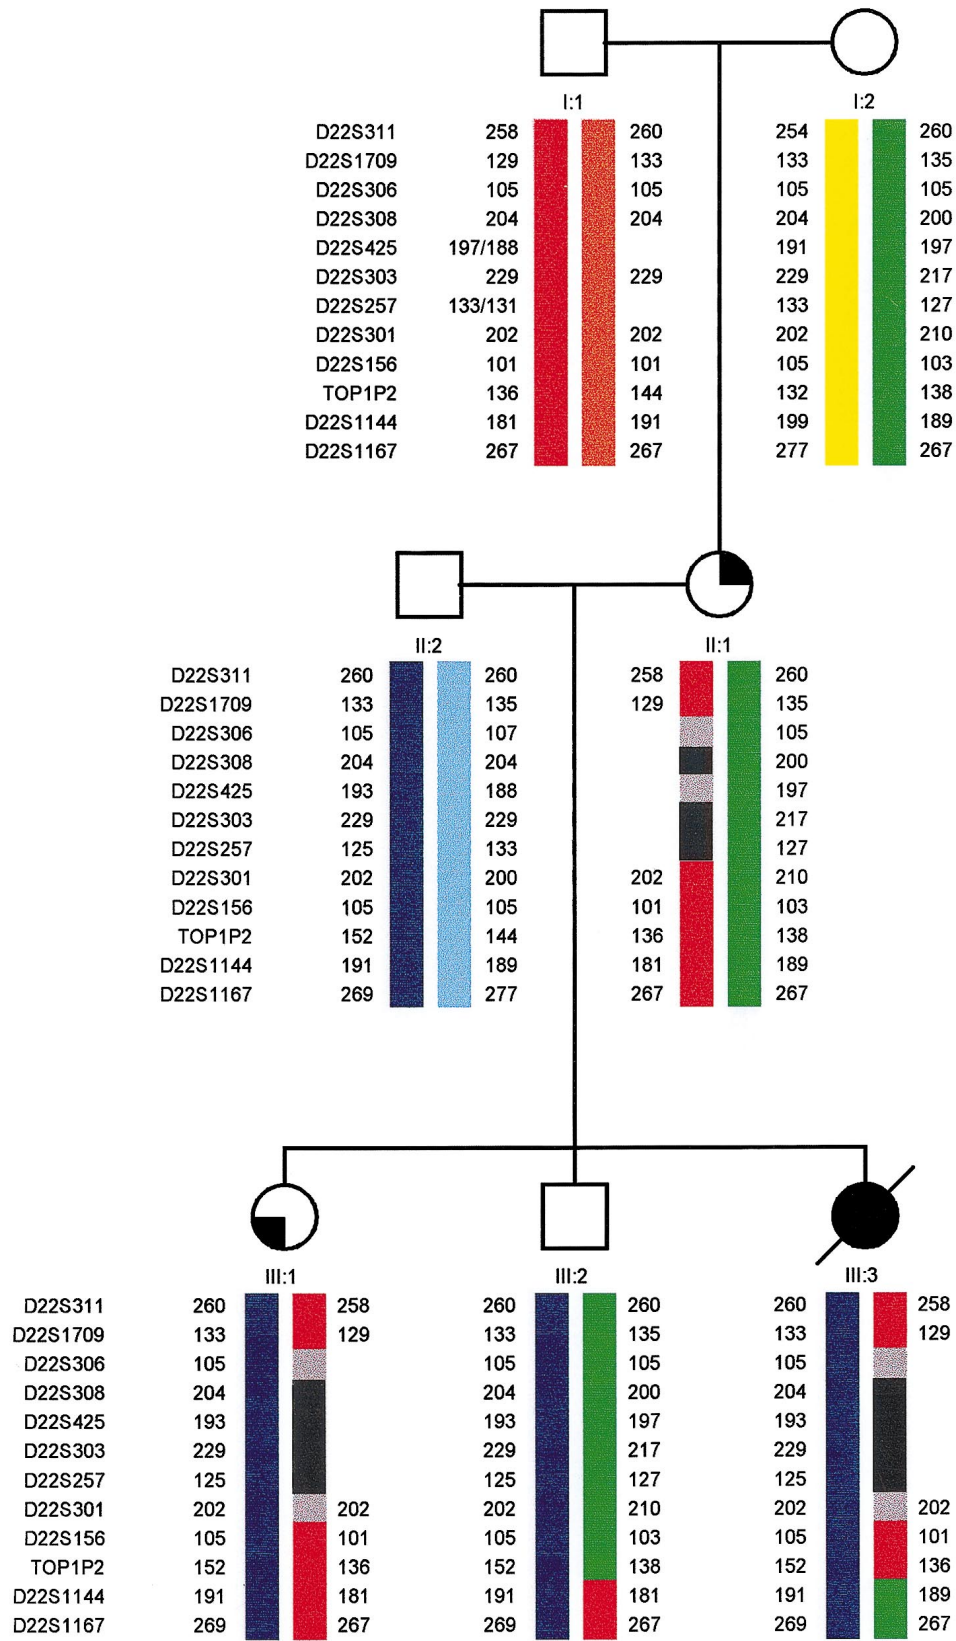 I:1 I:2
D22S311 258 260 254 260
D22S1709 129 133 133 135
D22S306 105 105 105 105
D22S308 204 204 204 200
D22S425 197/188 191 197
D22S303 229 229 229 217
D22S257 133/131 133 127
D22S301 202 202 202 210
D22S156 101 101 105 103
TOP1P2 136 144 132 138
D22S1144 181 191 199 189
D22S1167 267 267 277 267
II:2 II:1
D22S311 260 260 258 260
D22S1709 133 135 129 135
D22S306 105 107 105
D22S308 204 204 200
D22S425 193 188 197
D22S303 229 229 217
D22S257 125 133 127
D22S301 202 200 202 210
D22S156 105 105 101 103
TOP1P2 152 144 136 138
D22S1144 191 189 181 189
D22S1167 269 277 267 267
III:1 III:2 III:3
D22S311 260 258 260 260 260 258
D22S1709 133 129 133 135 133 129
D22S306 105 105 105 105
D22S308 204 204 200 204
D22S425 193 193 197 193
D22S303 229 229 217 229
D22S257 125 125 127 125
D22S301 202 202 202 210 202 202
D22S156 105 101 105 103 105 101
TOP1P2 152 136 152 138 152 136
D22S1144 191 181 191 181 191 189
D22S1167 269 267 269 267 269 267